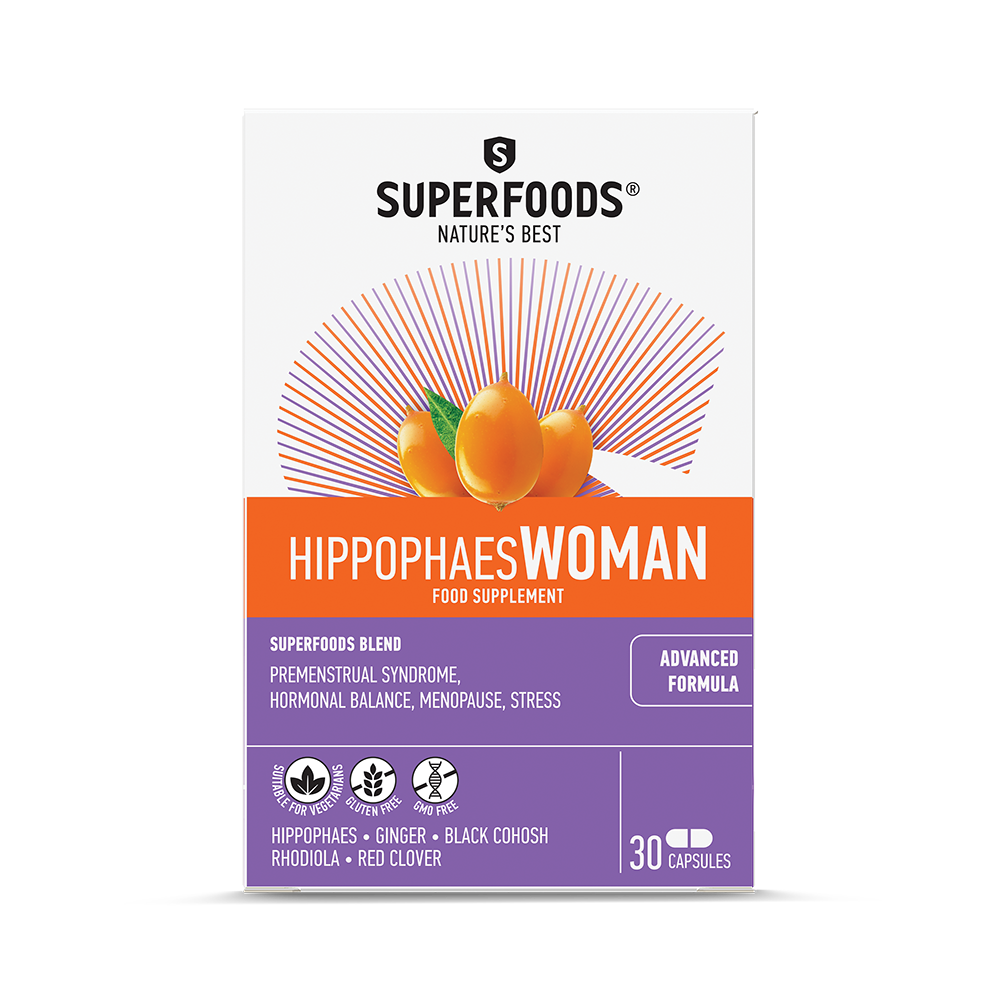 S
SUPERFOODS®
NATURE'S BEST
HIPPOPHAESWOMAN
FOOD SUPPLEMENT
SUPERFOODS BLEND
PREMENSTRUAL SYNDROME,
HORMONAL BALANCE, MENOPAUSE, STRESS
ADVANCED
FORMULA
SUITABLE FOR VEGETARIANS
GLUTEN FREE
GMO FREE
HIPPOPHAES • GINGER • BLACK COHOSH
RHODIOLA • RED CLOVER
30 CAPSULES